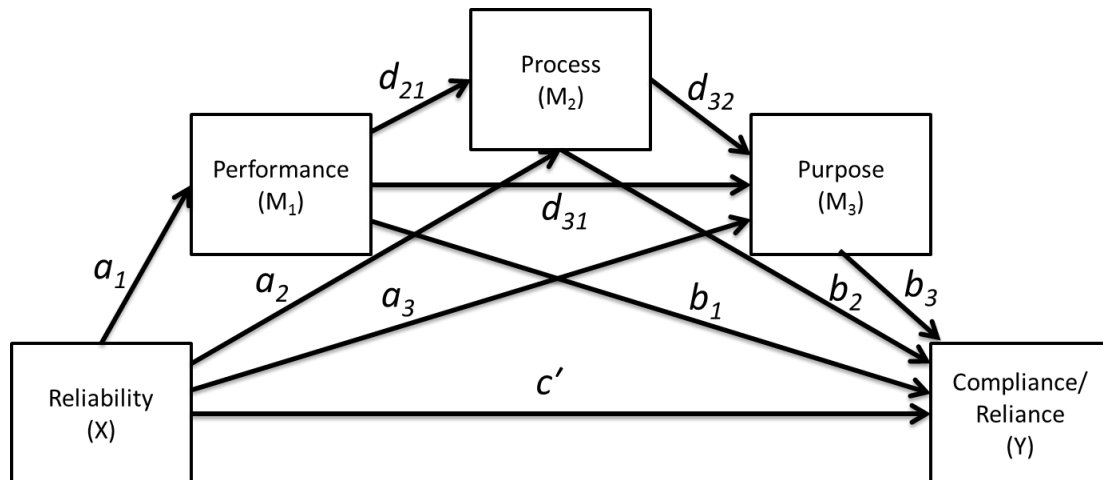 Process
(M₂)
d₂₁
d₃₂
Performance
(M₁)
Purpose
(M₃)
d₃₁
a₁
a₂
a₃
b₁
b₂
b₃
Reliability
(X)
c′
Compliance/
Reliance
(Y)